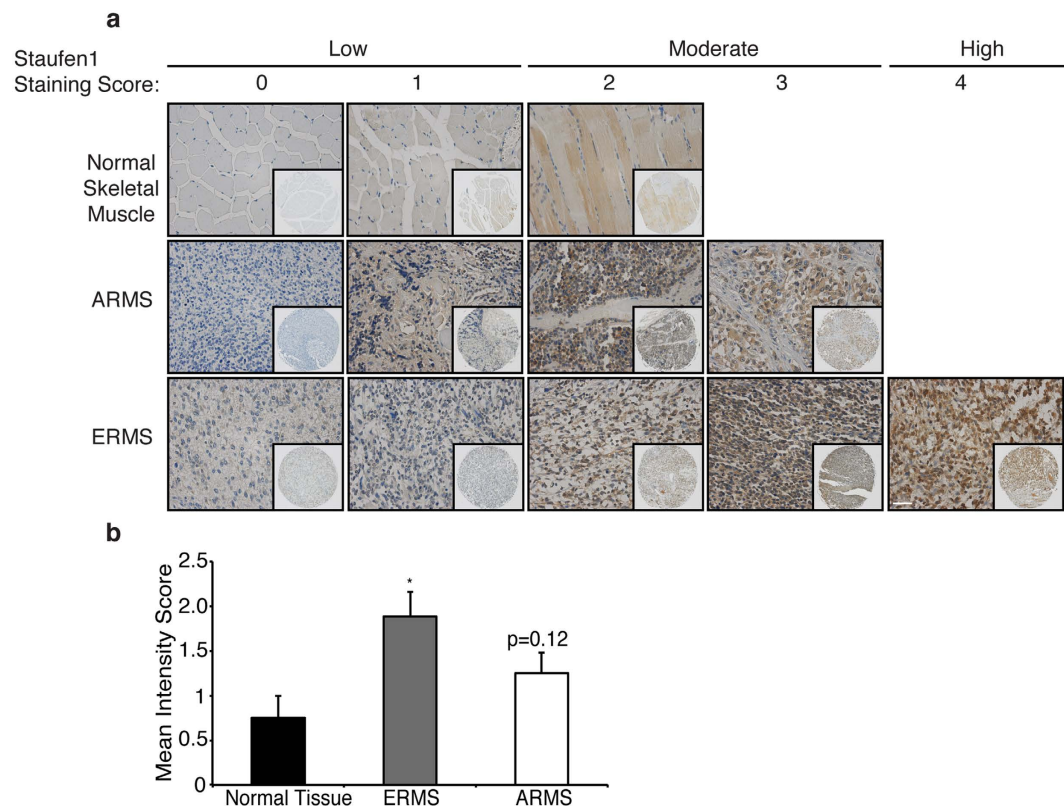 a
Low Moderate High
Staufen1
Staining Score: 0 1 2 3 4
Normal
Skeletal
Muscle
ARMS
ERMS
b
Mean Intensity Score
2.5
2.0
1.5
1
0.5
0
*
p=0.12
Normal Tissue ERMS ARMS